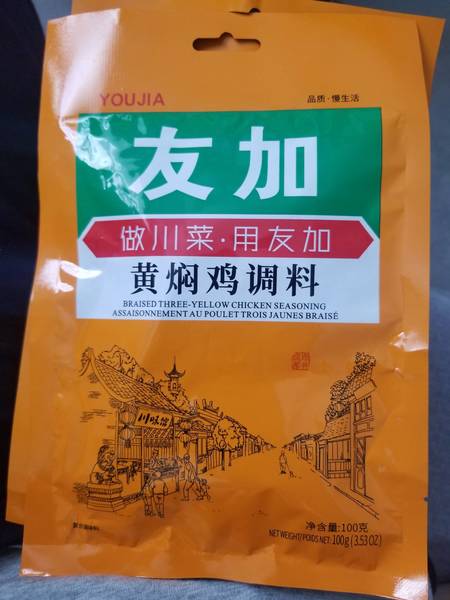 YOUJIA
品质·慢生活
友加
做川菜·用友加
黄焖鸡调料
BRAISED THREE-YELLOW CHICKEN SEASONING
ASSAISONNEMENT AU POULET TROIS JAUNES BRAISÉ
川味馆
净含量:100克
NET WEIGHT/POIDS NET: 100g (3.53 OZ)